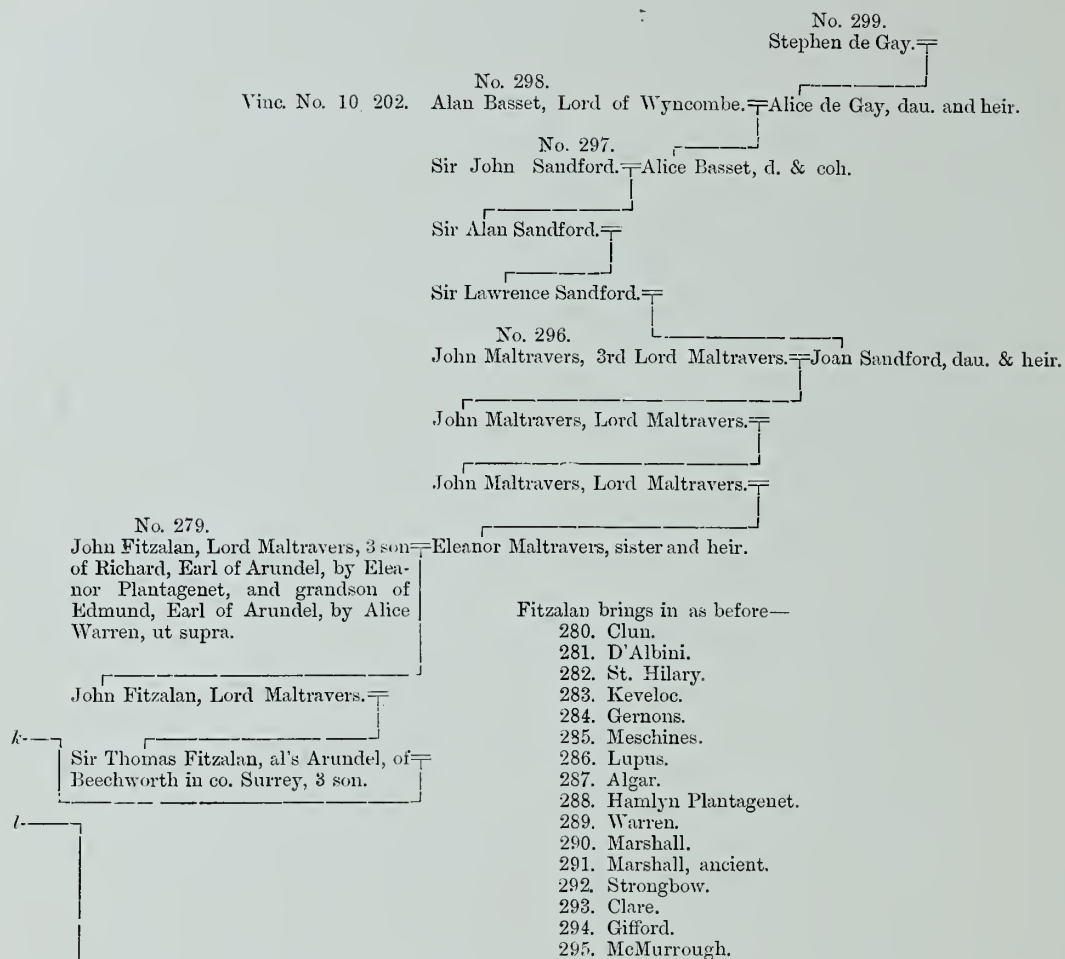 No. 299.
Stephen de Gay.
No. 298.
Vinc. No. 10 202. Alan Basset, Lord of Wyncombe. Alice de Gay, dau. and heir.
No. 297.
Sir John Sandford. Alice Basset, d. & coh.
Sir Alan Sandford.
Sir Lawrence Sandford.
No. 296.
John Maltravers, 3rd Lord Maltravers. Joan Sandford, dau. & heir.
John Maltravers, Lord Maltravers.
John Maltravers, Lord Maltravers.
No. 279.
John Fitzalan, Lord Maltravers, 3 son Eleanor Maltravers, sister and heir.
of Richard, Earl of Arundel, by Elea-
nor Plantagenet, and grandson of
Edmund, Earl of Arundel, by Alice
Warren, ut supra.
John Fitzalan, Lord Maltravers.
k
Sir Thomas Fitzalan, al's Arundel, of
Beechworth in co. Surrey, 3 son.
l
Fitzalan brings in as before—
280. Clun.
281. D'Albini.
282. St. Hilary.
283. Keveloc.
284. Gernons.
285. Meschines.
286. Lupus.
287. Algar.
288. Hamlyn Plantagenet.
289. Warren.
290. Marshall.
291. Marshall, ancient.
292. Strongbow.
293. Clare.
294. Gifford.
295. McMurrough.